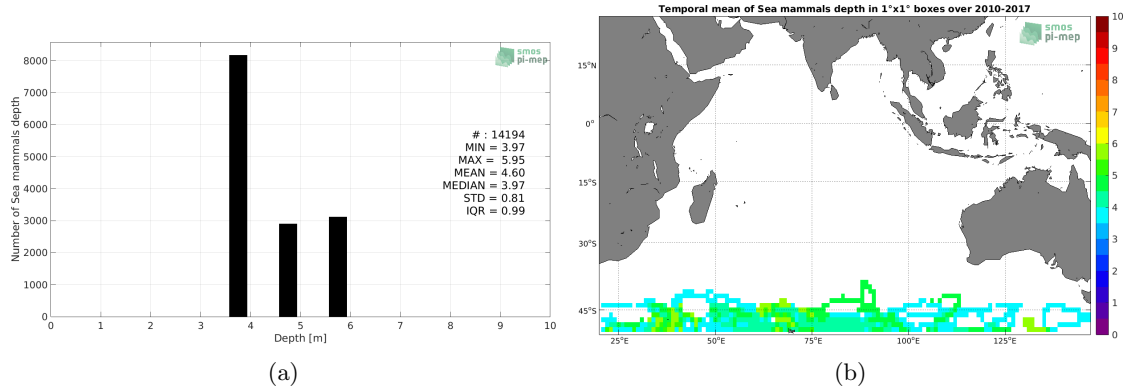 Temporal mean of Sea mammals depth in 1°x1° boxes over 2010-2017
smos
pi-mep
Number of Sea mammals depth
8000
7000
6000
5000
4000
3000
2000
1000
0
# : 14194
MIN = 3.97
MAX = 5.95
MEAN = 4.60
MEDIAN = 3.97
STD = 0.81
IQR = 0.99
0 1 2 3 4 5 6 7 8 9 10
Depth [m]
(a)
smos
pi-mep
15°N
0°
15°S
30°S
45°S
25°E 50°E 75°E 100°E 125°E
10
9
8
7
6
5
4
3
2
1
0
(b)